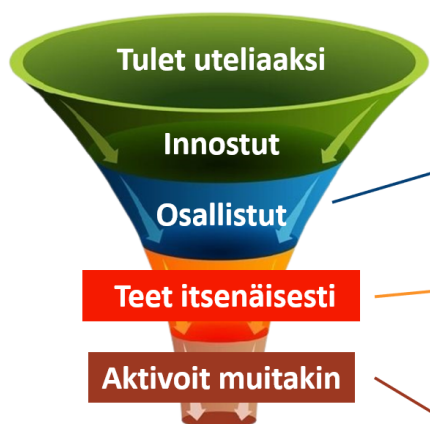 Tulet uteliaaksi
Innostut
Osallistut
Teet itsenäisesti
Aktivoit muitakin